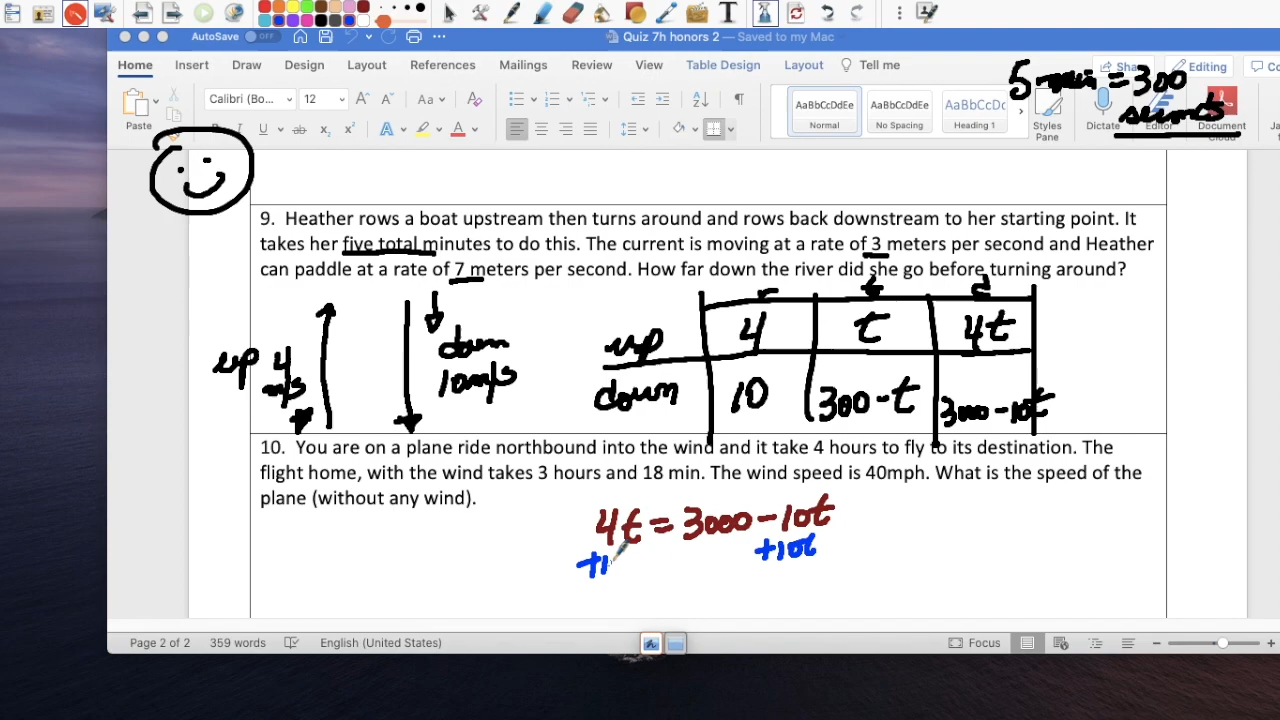 AutoSave OFF Quiz 7h honors 2 — Saved to my Mac
Home Insert Draw Design Layout References Mailings Review View Table Design Layout Tell me Share Editing Co
5 min = 300
seconds
Paste Calibri (Bo... 12 AaBbCcDdEe AaBbCcDdEe AaBbCcDc Styles Dictate Editor Document
Normal No Spacing Heading 1 Pane Cloud
9. Heather rows a boat upstream then turns around and rows back downstream to her starting point. It
takes her five total minutes to do this. The current is moving at a rate of 3 meters per second and Heather
can paddle at a rate of 7 meters per second. How far down the river did she go before turning around?
r t d
up 4 t 4t
down 10 300-t 3000-10t
up 4 m/s
down 10m/s
10. You are on a plane ride northbound into the wind and it take 4 hours to fly to its destination. The
flight home, with the wind takes 3 hours and 18 min. The wind speed is 40mph. What is the speed of the
plane (without any wind).
4t = 3000 - 10t
+1 +10t
Page 2 of 2 359 words English (United States) Focus